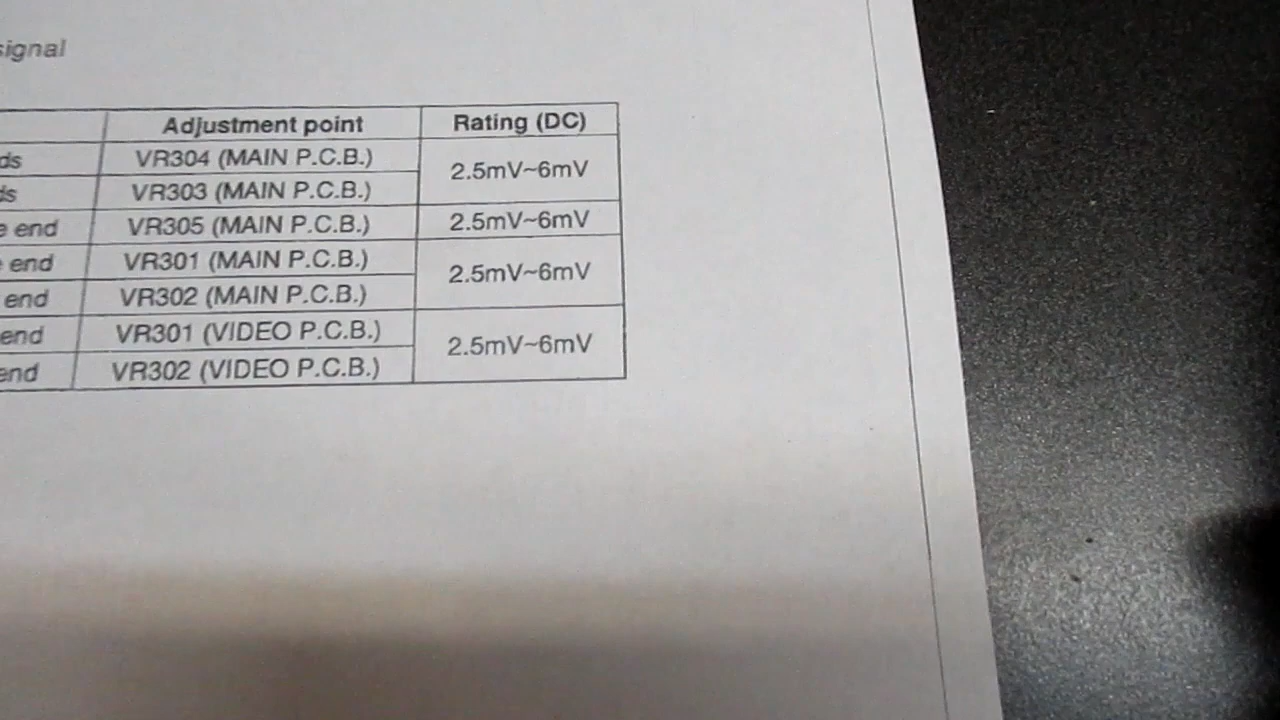 signal
Adjustment point Rating (DC)
ds VR304 (MAIN P.C.B.) 2.5mV~6mV
ds VR303 (MAIN P.C.B.)
e end VR305 (MAIN P.C.B.) 2.5mV~6mV
e end VR301 (MAIN P.C.B.) 2.5mV~6mV
end VR302 (MAIN P.C.B.)
end VR301 (VIDEO P.C.B.) 2.5mV~6mV
end VR302 (VIDEO P.C.B.)